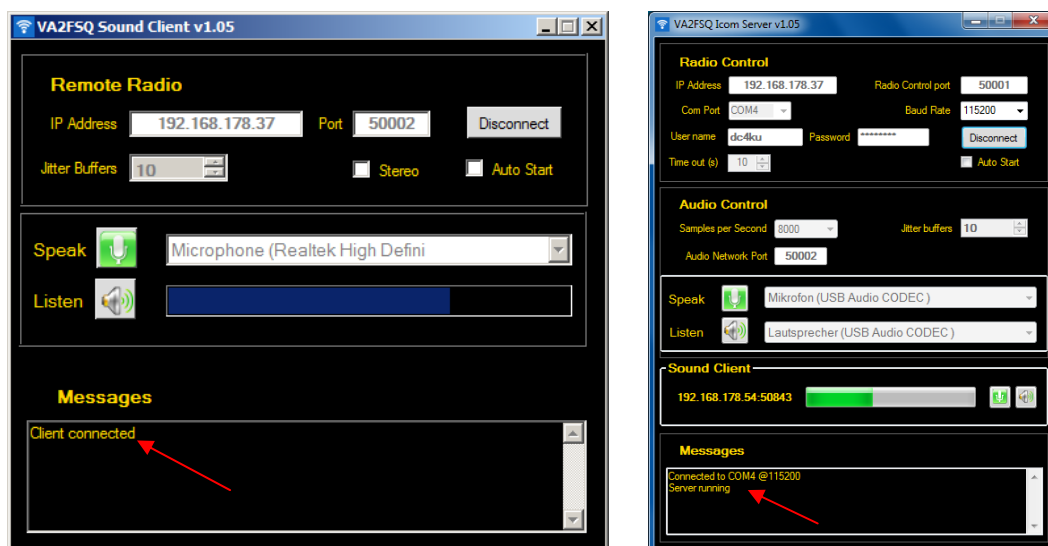 VA2FSQ Sound Client v1.05
Remote Radio
IP Address 192.168.178.37 Port 50002 Disconnect
Jitter Buffers 10 Stereo Auto Start
Speak Microphone (Realtek High Defini
Listen
Messages
Client connected
VA2FSQ Icom Server v1.05
Radio Control
IP Address 192.168.178.37 Radio Control port 50001
Com Port COM4 Baud Rate 115200
User name dc4ku Password ******** Disconnect
Time out (s) 10 Auto Start
Audio Control
Samples per Second 8000 Jitter buffers 10
Audio Network Port 50002
Speak Mikrofon (USB Audio CODEC )
Listen Lautsprecher (USB Audio CODEC )
Sound Client
192.168.178.54:50843
Messages
Connected to COM4 @115200
Server running